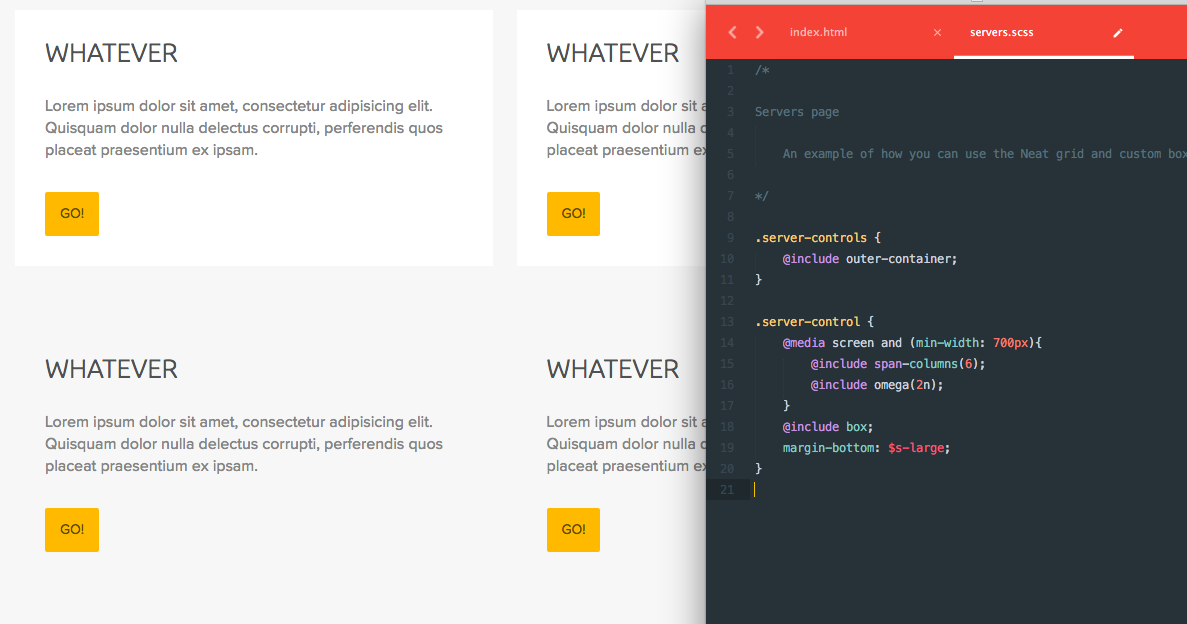 WHATEVER
Lorem ipsum dolor sit amet, consectetur adipisicing elit.
Quisquam dolor nulla delectus corrupti, perferendis quos
placeat praesentium ex ipsam.
GO!
WHATEVER
Lorem ipsum dolor sit a
Quisquam dolor nulla d
placeat praesentium ex
GO!
WHATEVER
Lorem ipsum dolor sit amet, consectetur adipisicing elit.
Quisquam dolor nulla delectus corrupti, perferendis quos
placeat praesentium ex ipsam.
GO!
WHATEVER
Lorem ipsum dolor sit a
Quisquam dolor nulla d
placeat praesentium ex
GO!
index.html
servers.scss
1 /*
2
3 Servers page
4
5 An example of how you can use the Neat grid and custom box
6
7 */
8
9 .server-controls {
10 @include outer-container;
11 }
12
13 .server-control {
14 @media screen and (min-width: 700px){
15 @include span-columns(6);
16 @include omega(2n);
17 }
18 @include box;
19 margin-bottom: $s-large;
20 }
21